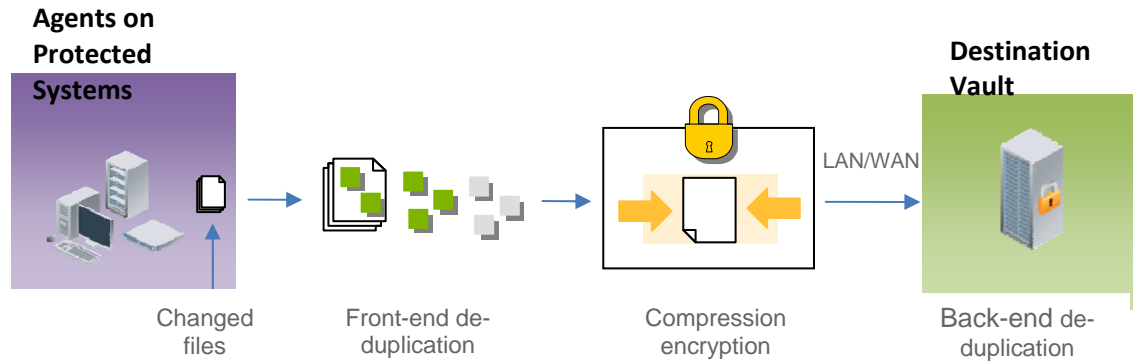 Agents on
Protected
Systems
Destination
Vault
LAN/WAN
Changed
files
Front-end de-
duplication
Compression
encryption
Back-end de-
duplication